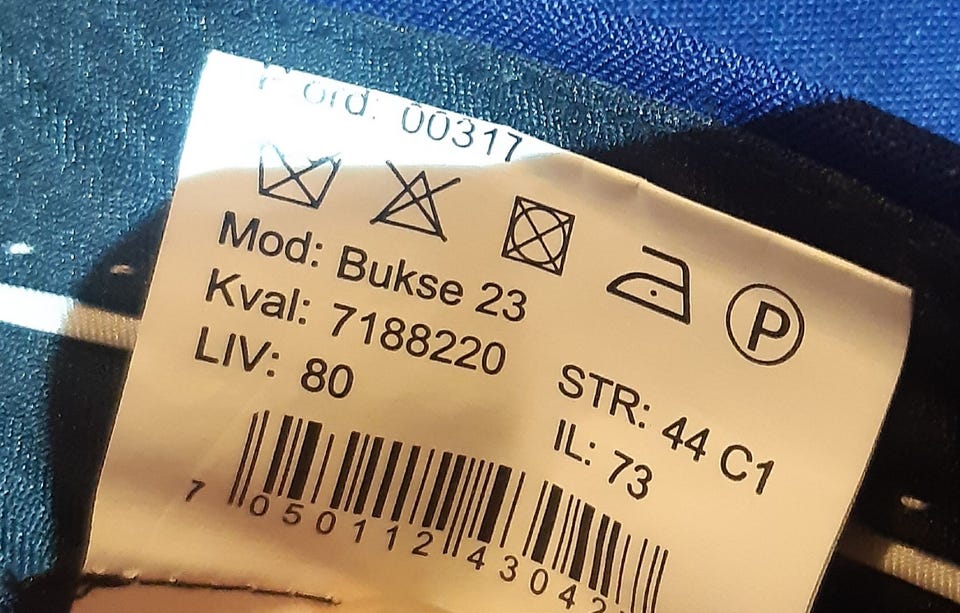 ord: 00317
P
Mod: Bukse 23
Kval: 7188220
LIV: 80
STR: 44 C1
IL: 73
7 050112 43042